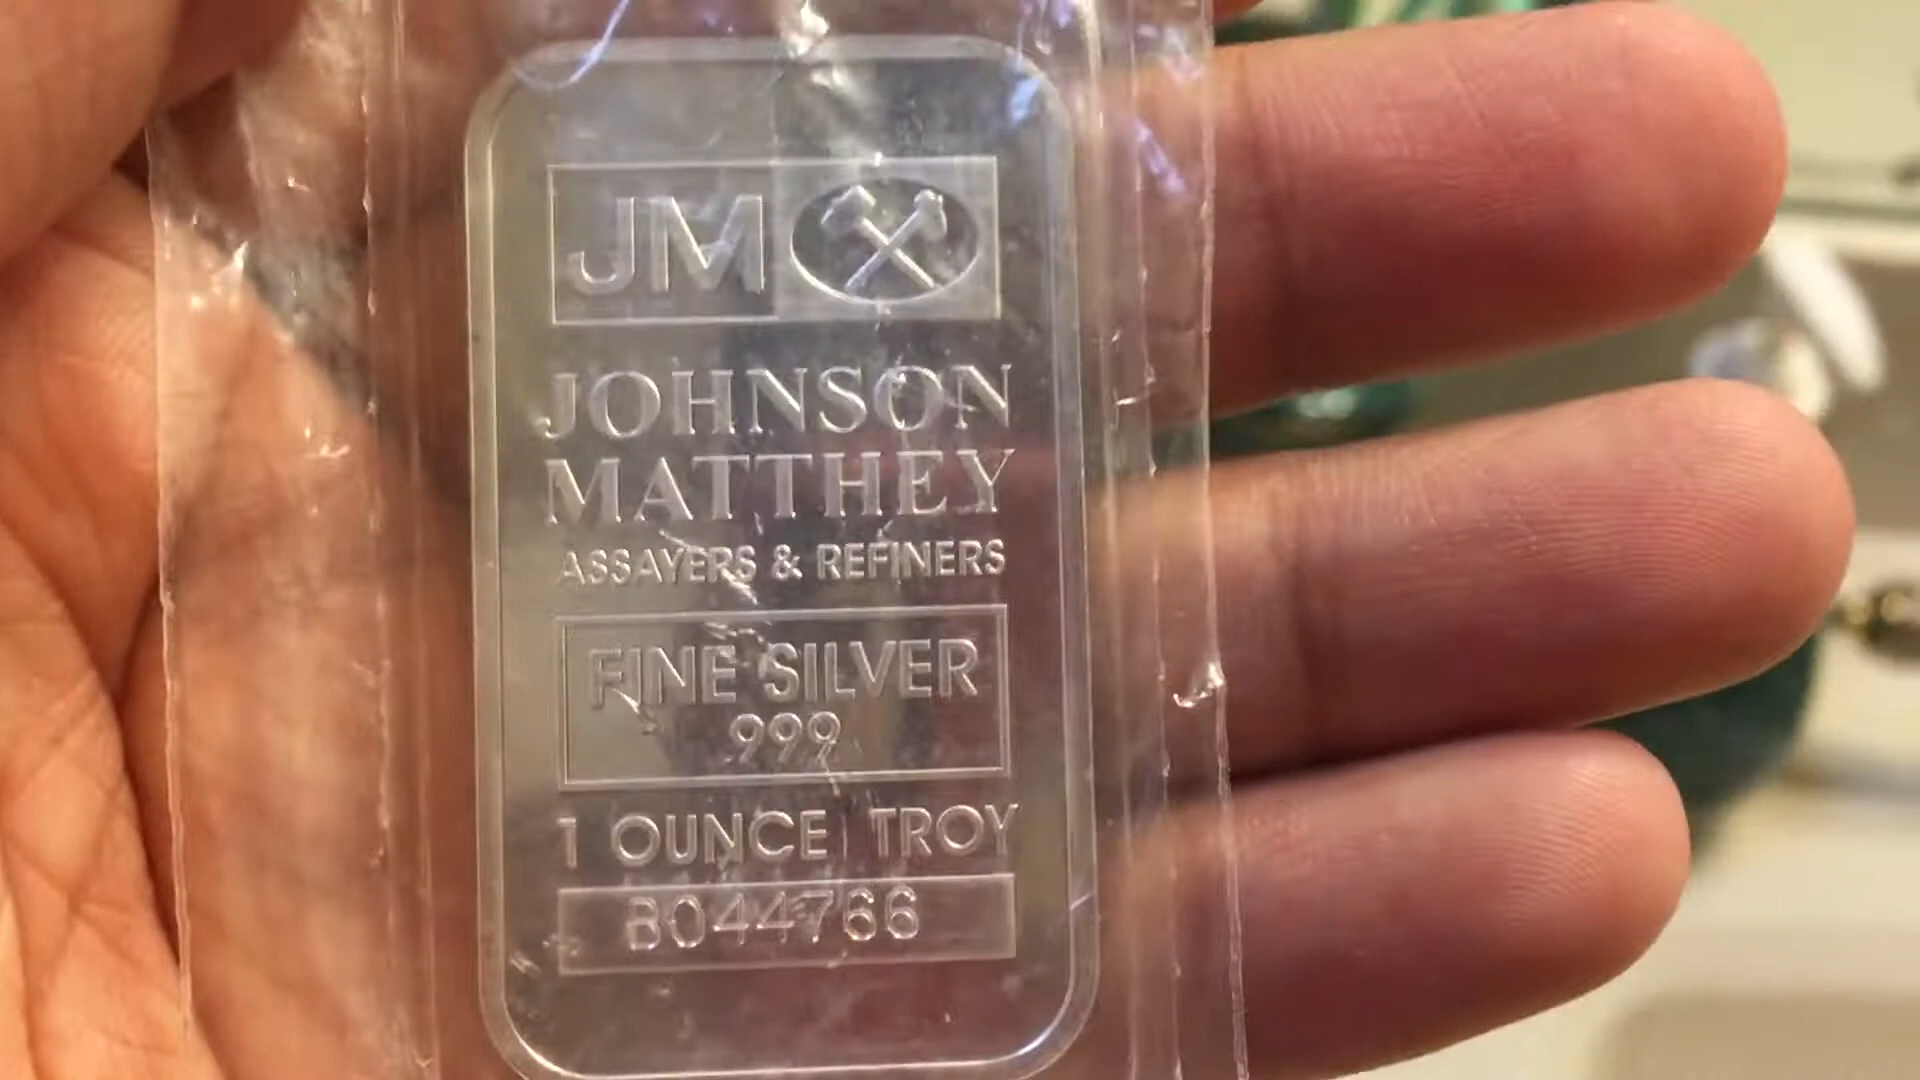 JM
JOHNSON
MATTHEY
ASSAYERS & REFINERS
FINE SILVER
999
1 OUNCE TROY
B044766